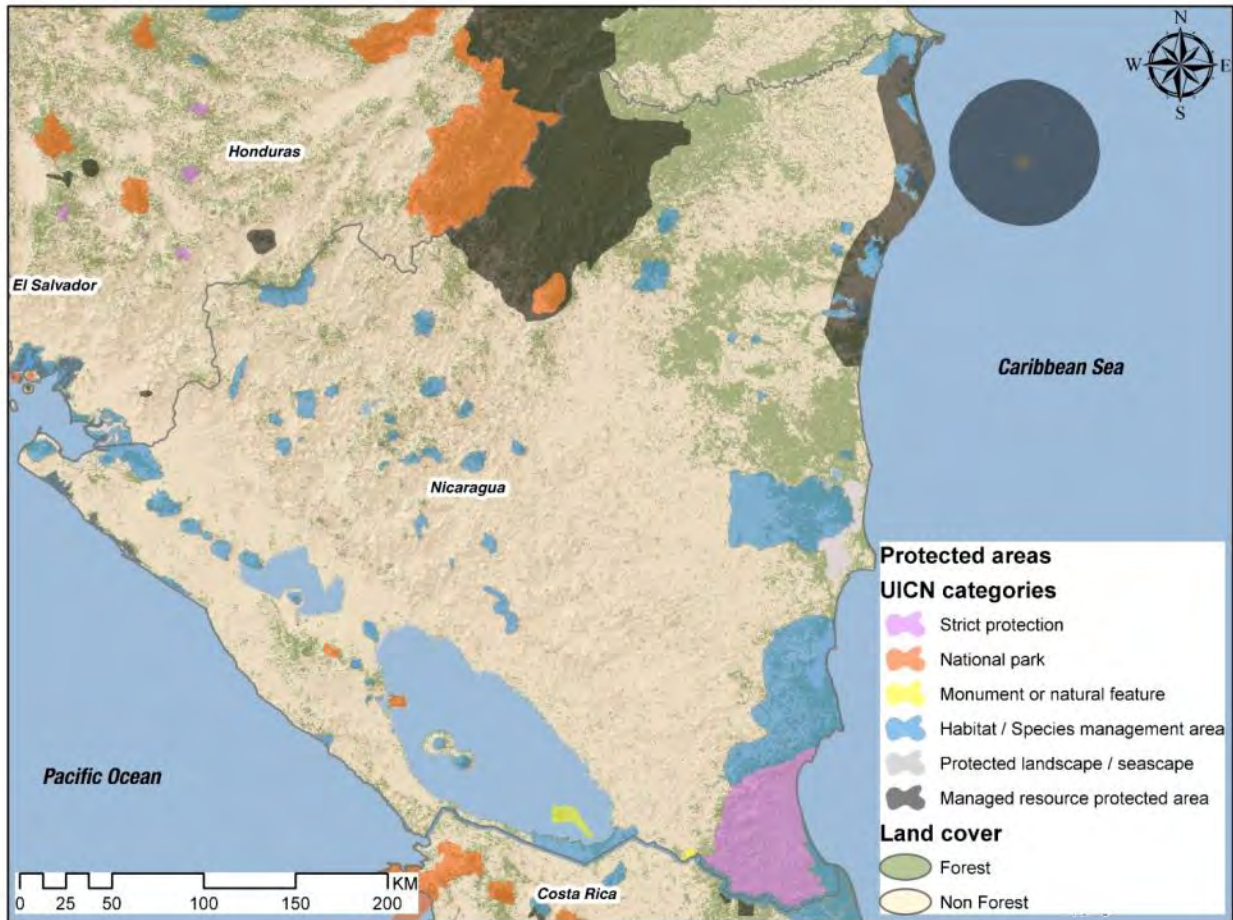 N
W E
S
Honduras
El Salvador
Caribbean Sea
Nicaragua
Pacific Ocean
Costa Rica
KM
0 25 50 100 150 200
Protected areas
UICN categories
Strict protection
National park
Monument or natural feature
Habitat / Species management area
Protected landscape / seascape
Managed resource protected area
Land cover
Forest
Non Forest